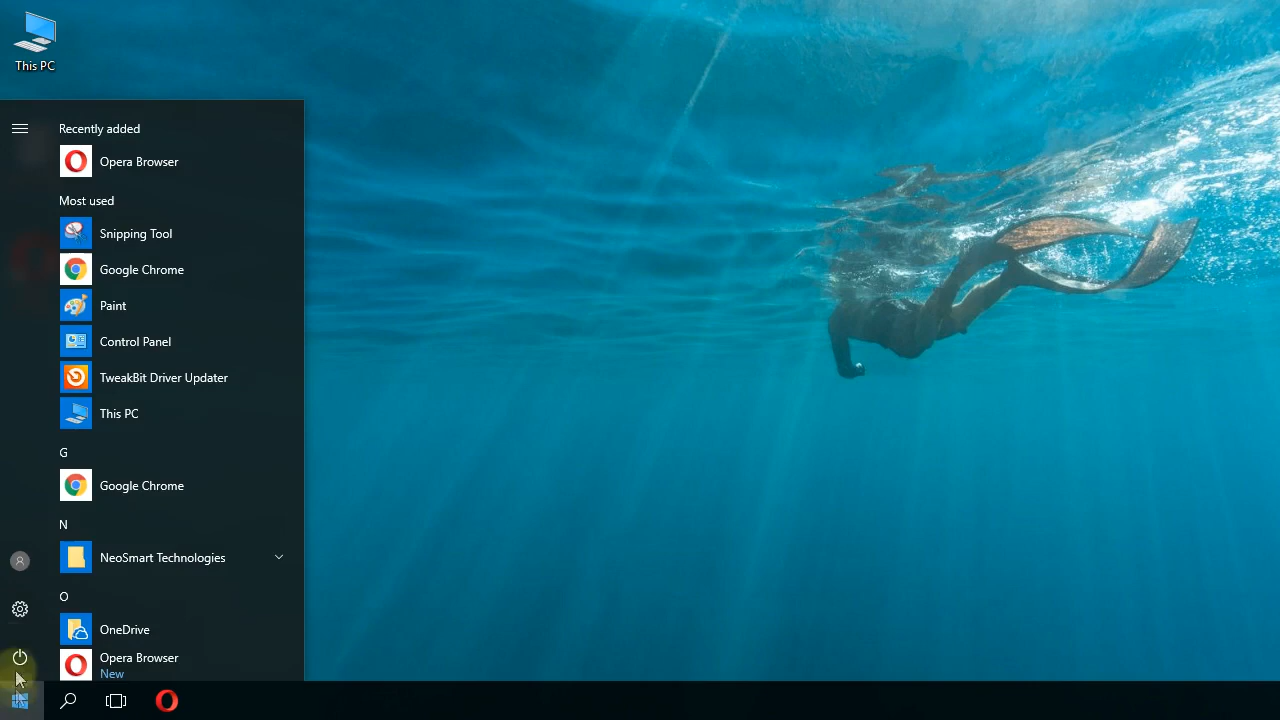 This PC
Recently added
Opera Browser
Most used
Snipping Tool
Google Chrome
Paint
Control Panel
TweakBit Driver Updater
This PC
G
Google Chrome
N
NeoSmart Technologies
O
OneDrive
Opera Browser
New